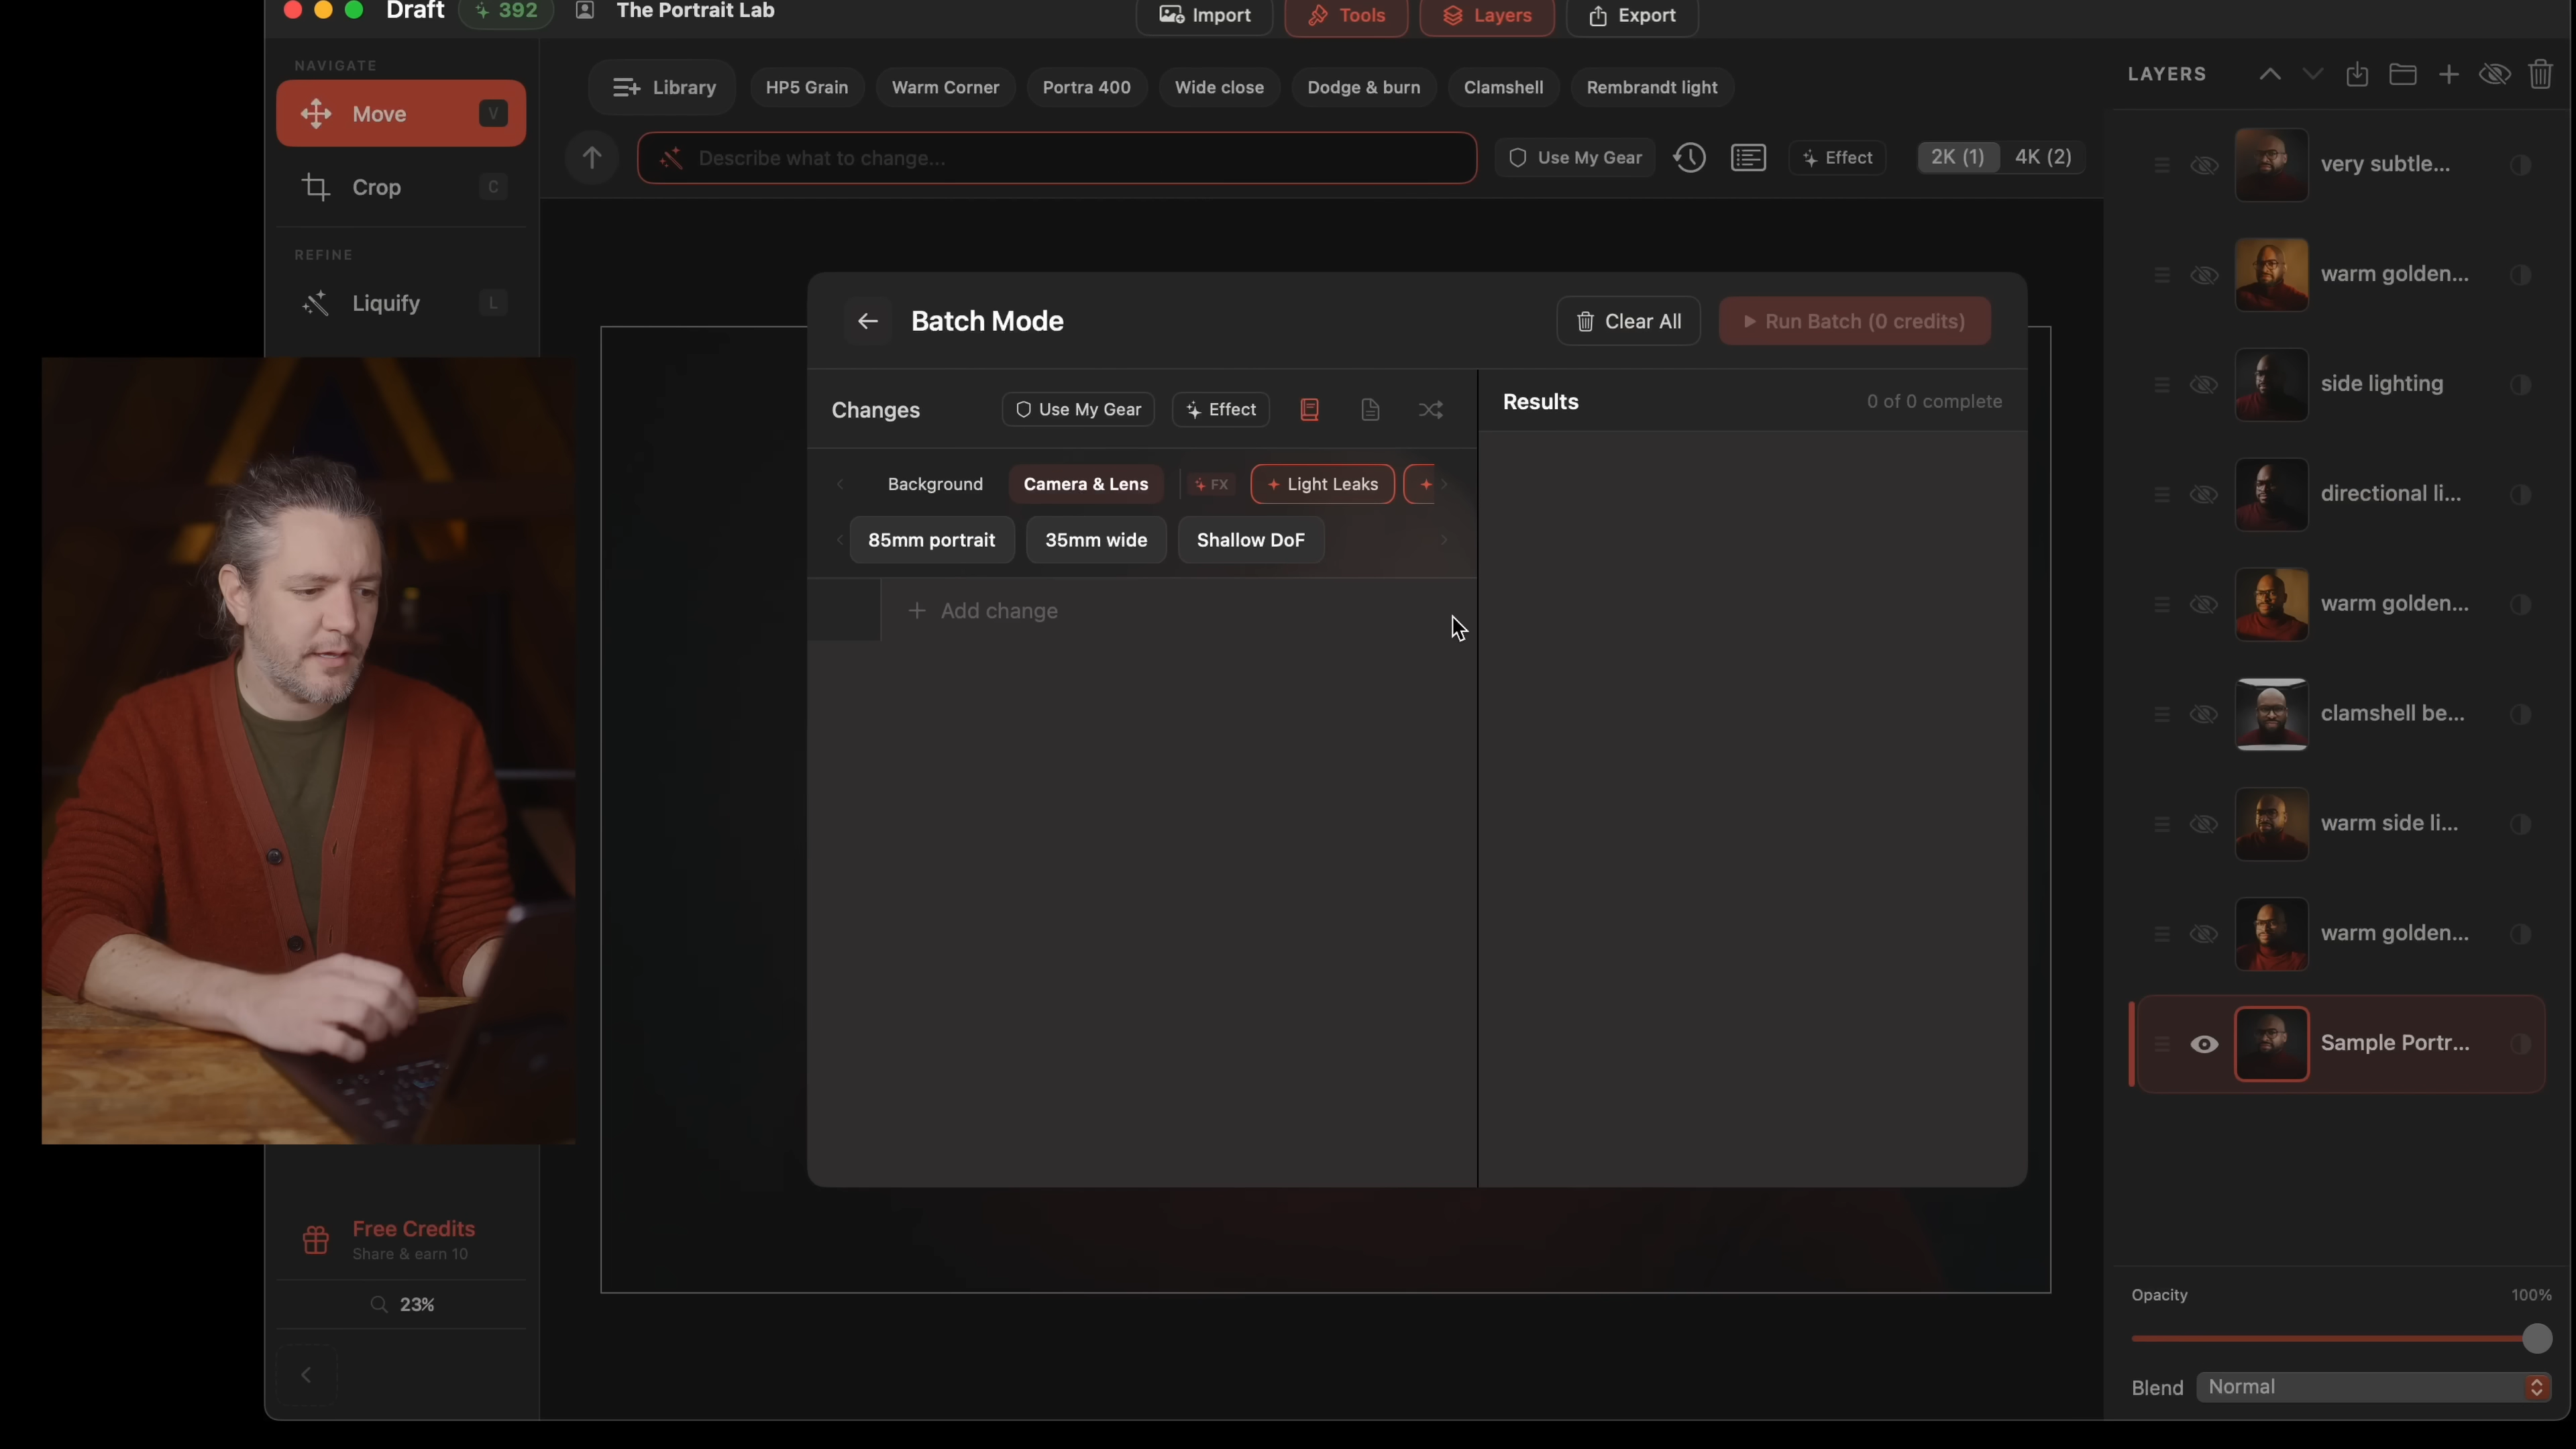 Draft
392
The Portrait Lab
Import
Tools
Layers
Export
NAVIGATE
Move
V
Crop
C
REFINE
Liquify
L
Library
HP5 Grain
Warm Corner
Portra 400
Wide close
Dodge & burn
Clamshell
Rembrandt light
Describe what to change...
Use My Gear
Effect
2K (1)
4K (2)
Batch Mode
Clear All
Run Batch (0 credits)
Changes
Use My Gear
Effect
Background
Camera & Lens
FX
Light Leaks
85mm portrait
35mm wide
Shallow DoF
+ Add change
Results
0 of 0 complete
LAYERS
very subtle...
warm golden...
side lighting
directional li...
warm golden...
clamshell be...
warm side li...
warm golden...
Sample Portr...
Free Credits
Share & earn 10
23%
Opacity
100%
Blend
Normal